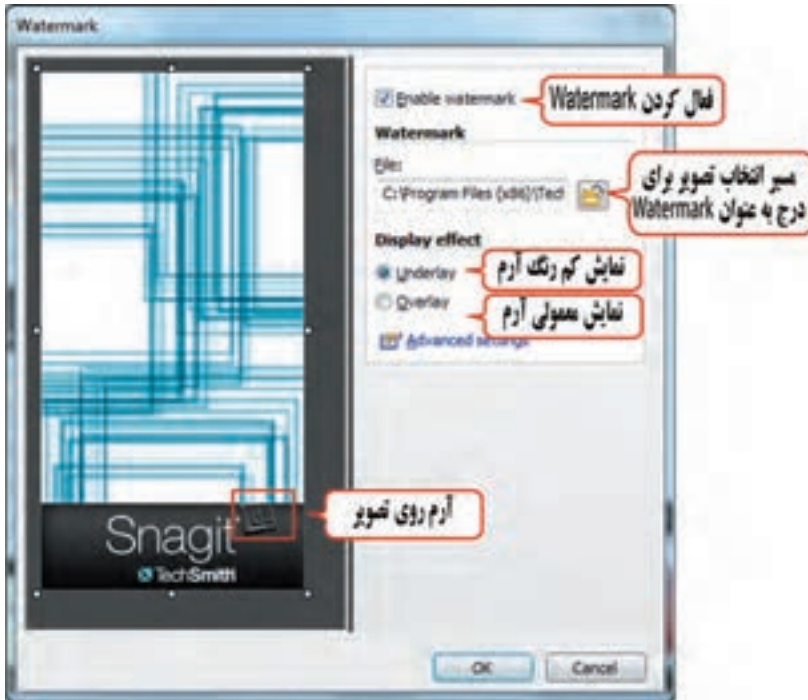 Watermark
Enable watermark
فعال کردن Watermark
Watermark
File:
C:\Program Files (x86)\Tech
مسیر انتخاب تصویر برای
درج به عنوان Watermark
Display effect
Underlay
نمایش کم رنگ آرم
Overlay
نمایش معمولی آرم
Advanced settings
آرم روی تصویر
Snagit
TechSmith
OK
Cancel